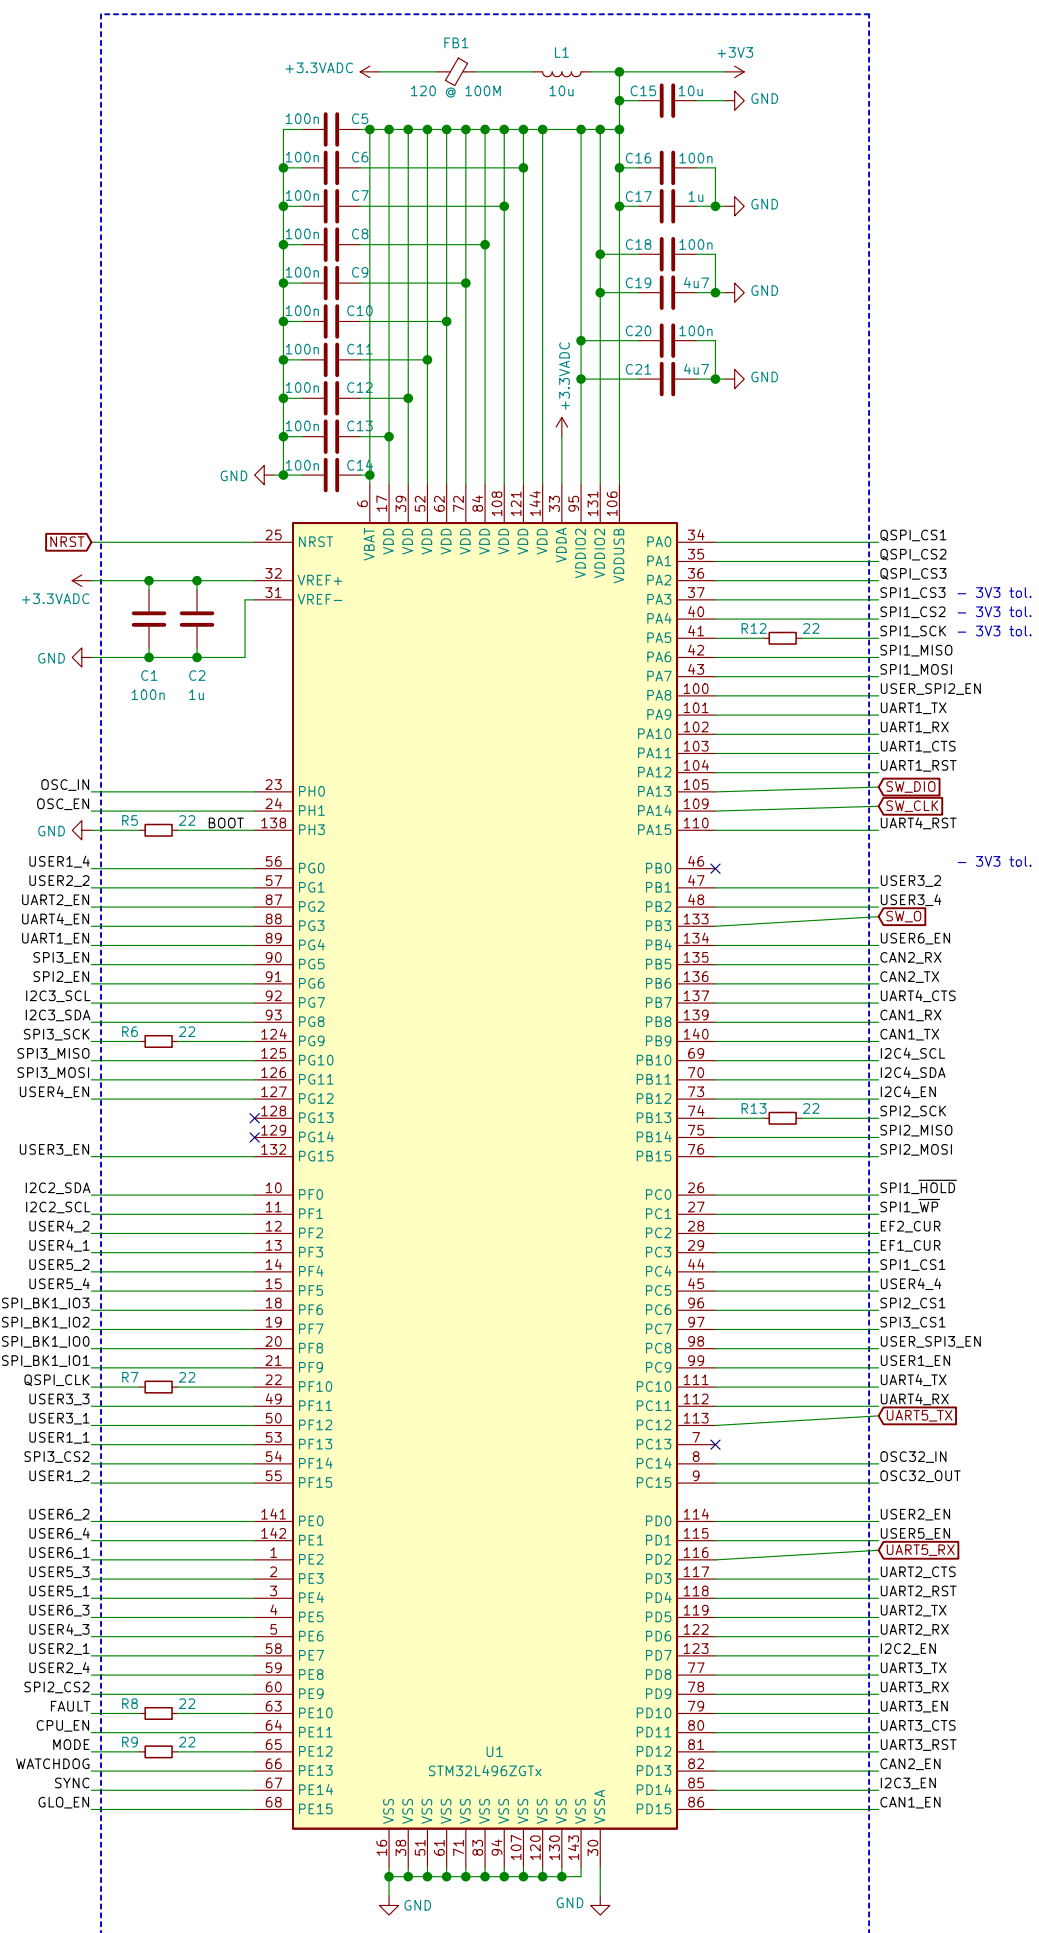 FB1
L1
+3.3VADC
+3V3
120 @ 100M
10u
C15 10u
GND
100n C5
100n C6
C16 100n
100n C7
C17 1u
GND
100n C8
C18 100n
100n C9
C19 4u7
GND
100n C10
C20 100n
100n C11
C21 4u7
GND
100n C12
+3.3VADC
100n C13
100n C14
GND
6 17 39 52 62 72 84 108 121 144 33 95 131 106
VBAT VDD VDD VDD VDD VDD VDD VDD VDD VDD VDDA VDDIO2 VDDIO2 VDDUSB
NRST 25 NRST
+3.3VADC 32 VREF+
31 VREF-
GND
C1 C2
100n 1u
OSC_IN 23 PH0
OSC_EN 24 PH1
GND R5 22 BOOT 138 PH3
USER1_4 56 PG0
USER2_2 57 PG1
UART2_EN 87 PG2
UART4_EN 88 PG3
UART1_EN 89 PG4
SPI3_EN 90 PG5
SPI2_EN 91 PG6
I2C3_SCL 92 PG7
I2C3_SDA 93 PG8
SPI3_SCK R6 22 124 PG9
SPI3_MISO 125 PG10
SPI3_MOSI 126 PG11
USER4_EN 127 PG12
128 PG13
129 PG14
USER3_EN 132 PG15
I2C2_SDA 10 PF0
I2C2_SCL 11 PF1
USER4_2 12 PF2
USER4_1 13 PF3
USER5_2 14 PF4
USER5_4 15 PF5
SPI_BK1_IO3 18 PF6
SPI_BK1_IO2 19 PF7
SPI_BK1_IO0 20 PF8
SPI_BK1_IO1 21 PF9
QSPI_CLK R7 22 22 PF10
USER3_3 49 PF11
USER3_1 50 PF12
USER1_1 53 PF13
SPI3_CS2 54 PF14
USER1_2 55 PF15
USER6_2 141 PE0
USER6_4 142 PE1
USER6_1 1 PE2
USER5_3 2 PE3
USER5_1 3 PE4
USER6_3 4 PE5
USER4_3 5 PE6
USER2_1 58 PE7
USER2_4 59 PE8
SPI2_CS2 60 PE9
FAULT R8 22 63 PE10
CPU_EN 64 PE11
MODE R9 22 65 PE12
WATCHDOG 66 PE13
SYNC 67 PE14
GLO_EN 68 PE15
PA0 34 QSPI_CS1
PA1 35 QSPI_CS2
PA2 36 QSPI_CS3
PA3 37 SPI1_CS3 - 3V3 tol.
PA4 40 SPI1_CS2 - 3V3 tol.
PA5 41 R12 22 SPI1_SCK - 3V3 tol.
PA6 42 SPI1_MISO
PA7 43 SPI1_MOSI
PA8 100 USER_SPI2_EN
PA9 101 UART1_TX
PA10 102 UART1_RX
PA11 103 UART1_CTS
PA12 104 UART1_RST
PA13 105 SW_DIO
PA14 109 SW_CLK
PA15 110 UART4_RST
PB0 46 - 3V3 tol.
PB1 47 USER3_2
PB2 48 USER3_4
PB3 133 SW_O
PB4 134 USER6_EN
PB5 135 CAN2_RX
PB6 136 CAN2_TX
PB7 137 UART4_CTS
PB8 139 CAN1_RX
PB9 140 CAN1_TX
PB10 69 I2C4_SCL
PB11 70 I2C4_SDA
PB12 73 I2C4_EN
PB13 74 R13 22 SPI2_SCK
PB14 75 SPI2_MISO
PB15 76 SPI2_MOSI
PC0 26 SPI1_HOLD
PC1 27 SPI1_WP
PC2 28 EF2_CUR
PC3 29 EF1_CUR
PC4 44 SPI1_CS1
PC5 45 USER4_4
PC6 96 SPI2_CS1
PC7 97 SPI3_CS1
PC8 98 USER_SPI3_EN
PC9 99 USER1_EN
PC10 111 UART4_TX
PC11 112 UART4_RX
PC12 113 UART5_TX
PC13 7
PC14 8 OSC32_IN
PC15 9 OSC32_OUT
PD0 114 USER2_EN
PD1 115 USER5_EN
PD2 116 UART5_RX
PD3 117 UART2_CTS
PD4 118 UART2_RST
PD5 119 UART2_TX
PD6 122 UART2_RX
PD7 123 I2C2_EN
PD8 77 UART3_TX
PD9 78 UART3_RX
PD10 79 UART3_EN
PD11 80 UART3_CTS
PD12 81 UART3_RST
PD13 82 CAN2_EN
PD14 85 I2C3_EN
PD15 86 CAN1_EN
U1
STM32L496ZGTx
VSS VSS VSS VSS VSS VSS VSS VSS VSS VSS VSS VSSA
16 38 51 61 71 83 94 107 120 130 143 30
GND
GND